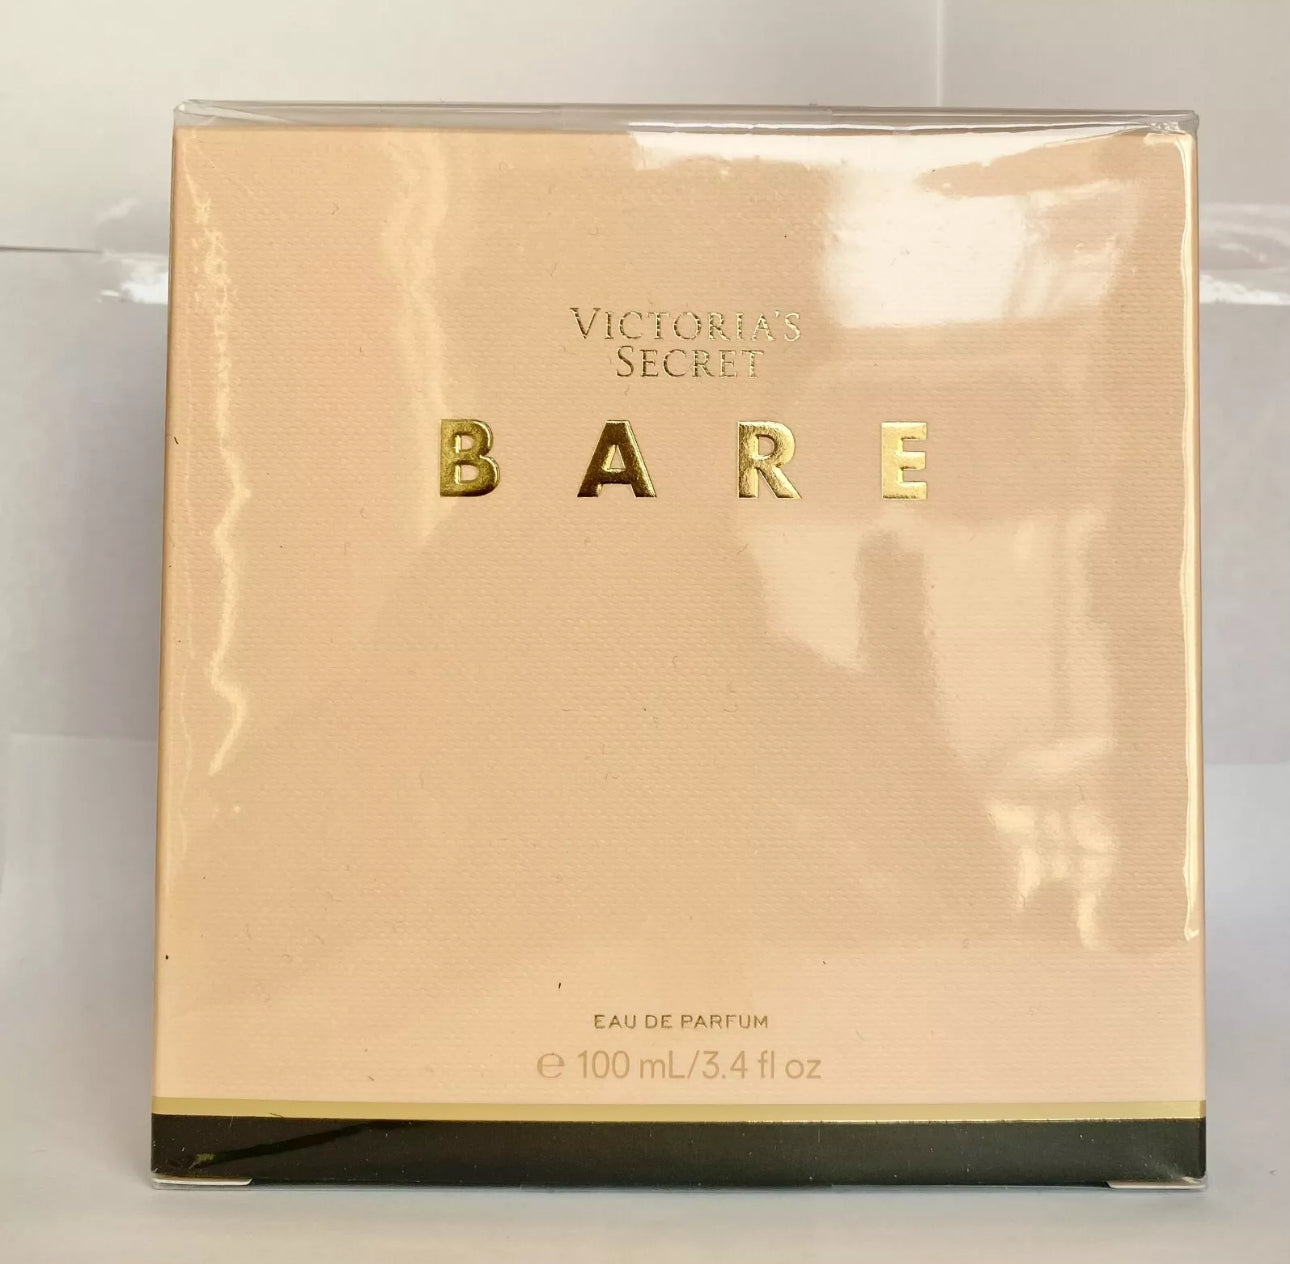 VICTORIA'S
SECRET
BARE
EAU DE PARFUM
℮ 100 mL/3.4 fl oz